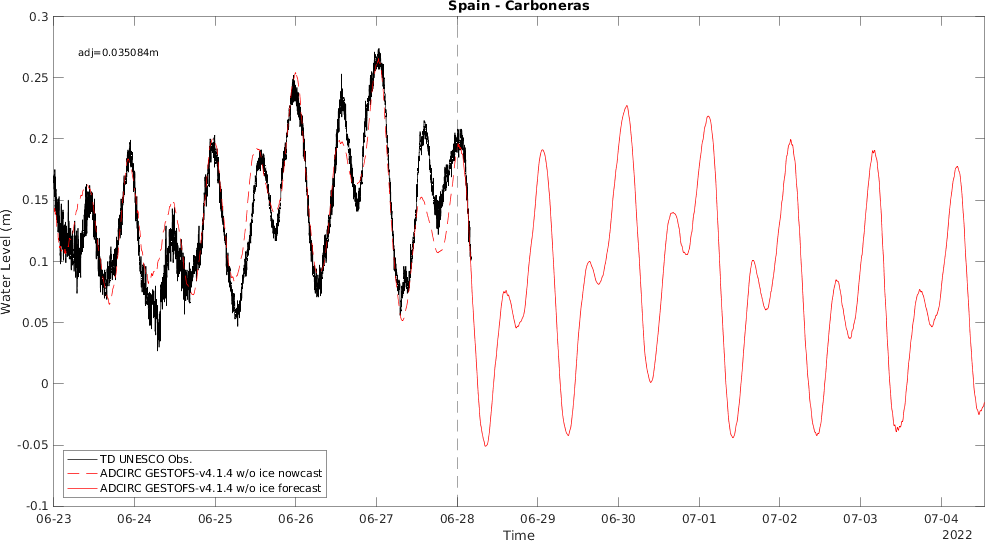 Spain - Carboneras
adj=0.035084m
0.3
0.25
0.2
0.15
0.1
0.05
0
-0.05
-0.1
Water Level (m)
TD UNESCO Obs.
ADCIRC GESTOFS-v4.1.4 w/o ice nowcast
ADCIRC GESTOFS-v4.1.4 w/o ice forecast
06-23 06-24 06-25 06-26 06-27 06-28 06-29 06-30 07-01 07-02 07-03 07-04
Time
2022